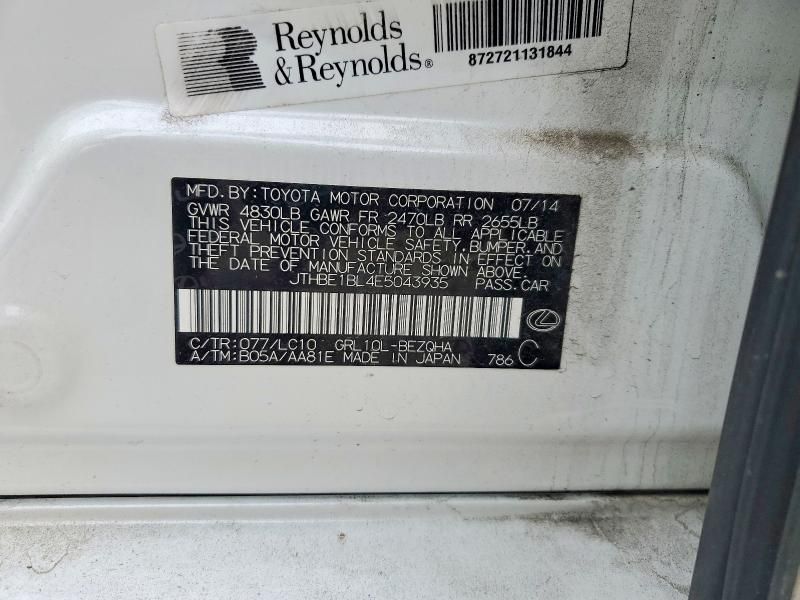 Reynolds
& Reynolds®
872721131844
MFD. BY: TOYOTA MOTOR CORPORATION 07/14
GVWR 4830LB GAWR FR 2470LB RR 2655LB
THIS VEHICLE CONFORMS TO ALL APPLICABLE
FEDERAL MOTOR VEHICLE SAFETY, BUMPER, AND
THEFT PREVENTION STANDARDS IN EFFECT ON
THE DATE OF MANUFACTURE SHOWN ABOVE.
JTHBE1BL4E5043935 PASS. CAR
C/TR: 077/LC10 GRL10L-BEZQHA
A/TM: B05A/AA81E MADE IN JAPAN 786 C